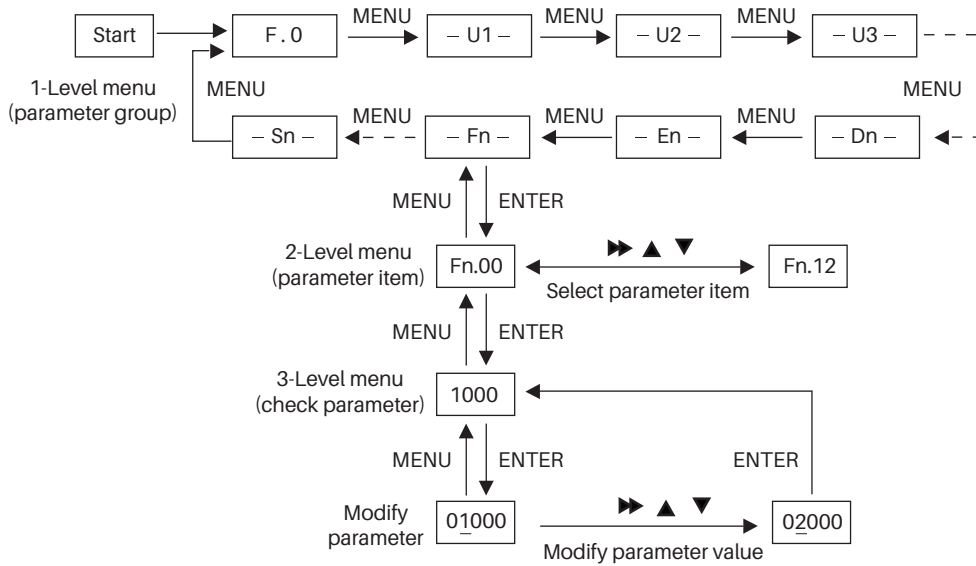 MENU MENU MENU
Start F.0 – U1 – – U2 – – U3 –
1-Level menu
(parameter group)
MENU MENU
MENU MENU MENU
– Sn – – Fn – – En – – Dn –
MENU ENTER
2-Level menu
(parameter item)
Fn.00 Fn.12
Select parameter item
MENU ENTER
3-Level menu
(check parameter)
1000
MENU ENTER ENTER
Modify
parameter
01000 02000
Modify parameter value